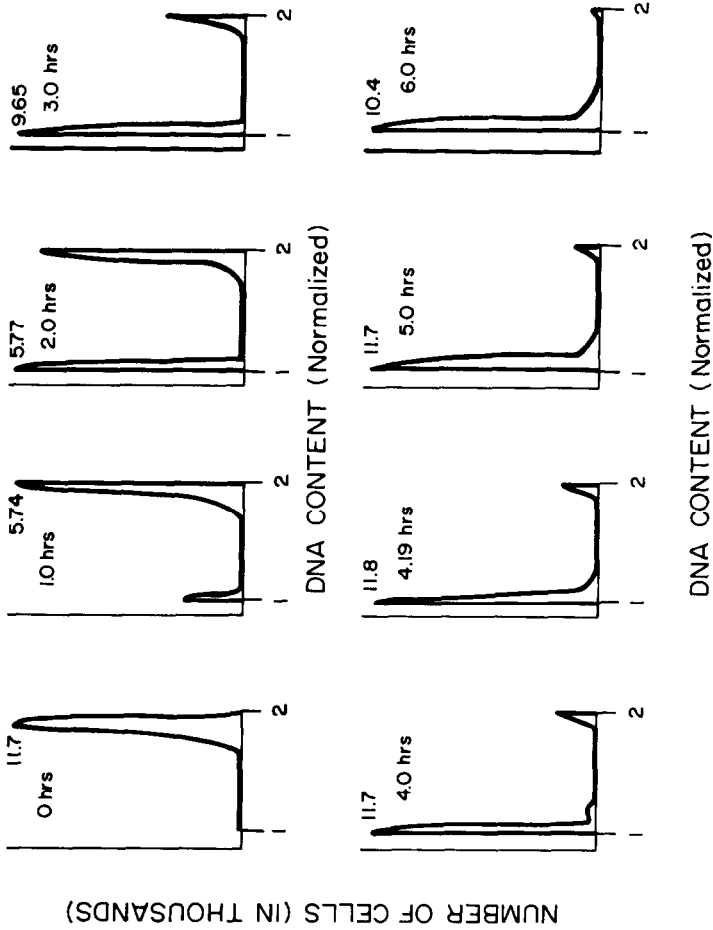 NUMBER OF CELLS (IN THOUSANDS)
11.7
0 hrs
1 2
5.74
1.0 hrs
1 2
5.77
2.0 hrs
1 2
9.65
3.0 hrs
1 2
DNA CONTENT (Normalized)
11.7
4.0 hrs
1 2
11.8
4.19 hrs
1 2
11.7
5.0 hrs
1 2
10.4
6.0 hrs
1 2
DNA CONTENT (Normalized)